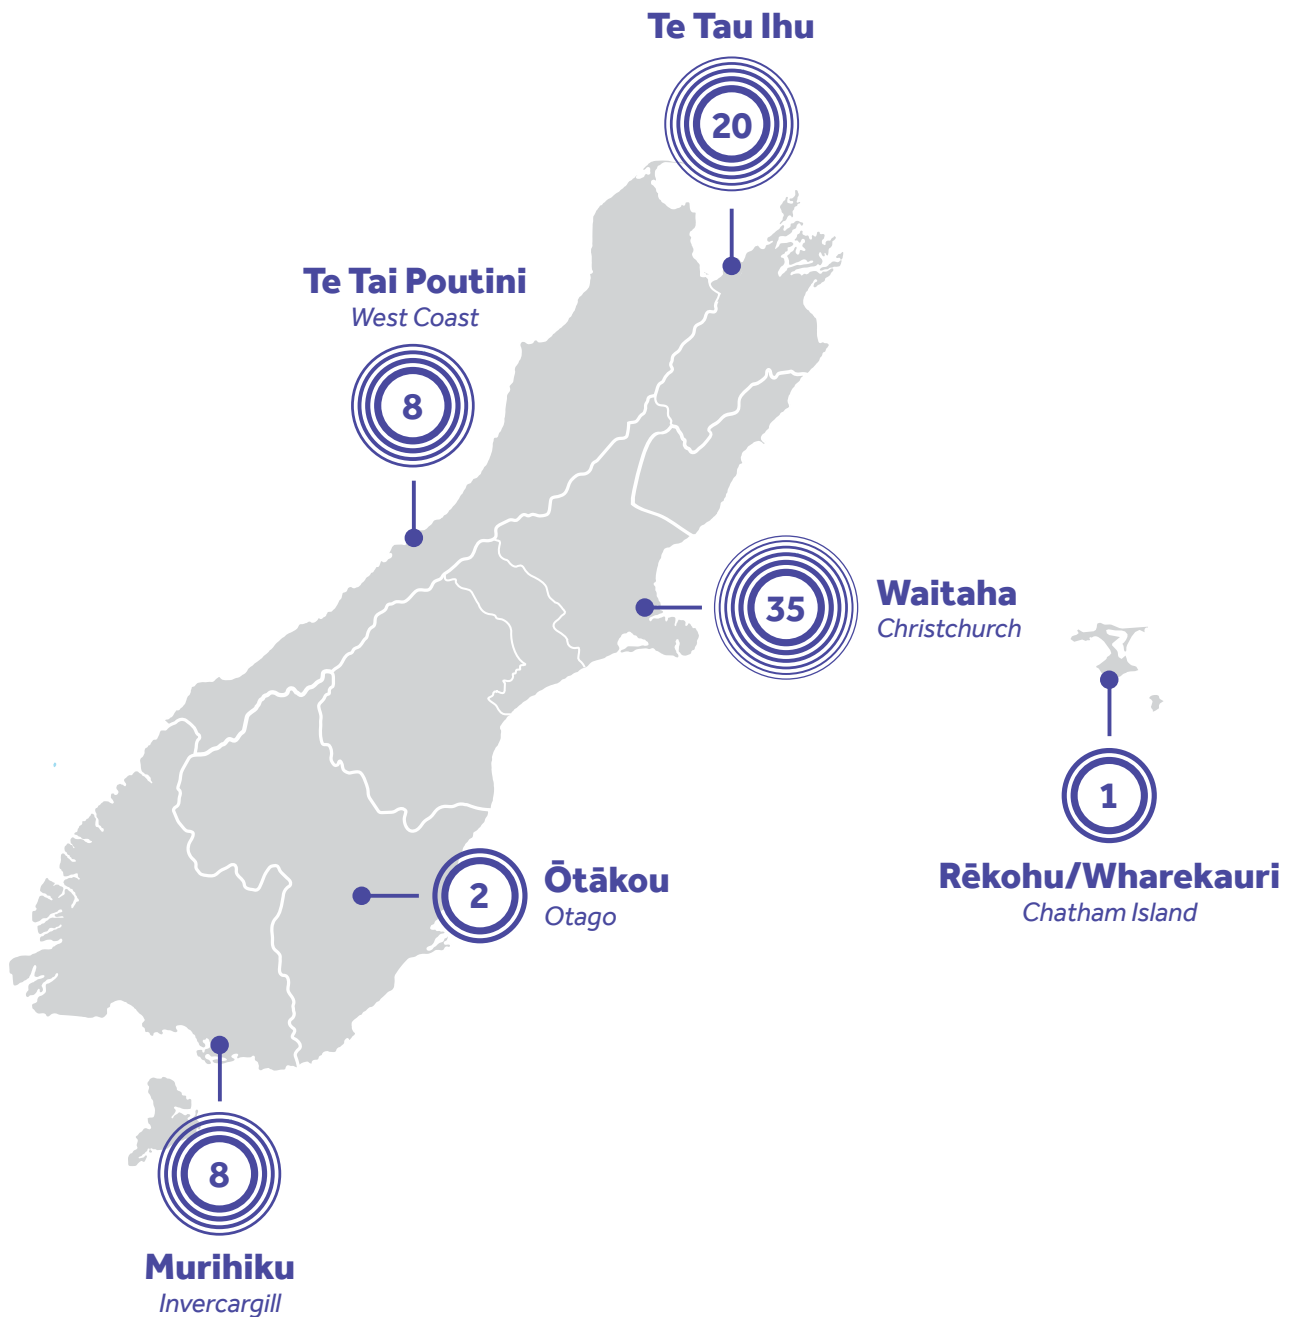 Te Tau Ihu
20
Te Tai Poutini
West Coast
8
35
Waitaha
Christchurch
1
Rēkohu/Wharekauri
Chatham Island
2
Ōtākou
Otago
8
Murihiku
Invercargill